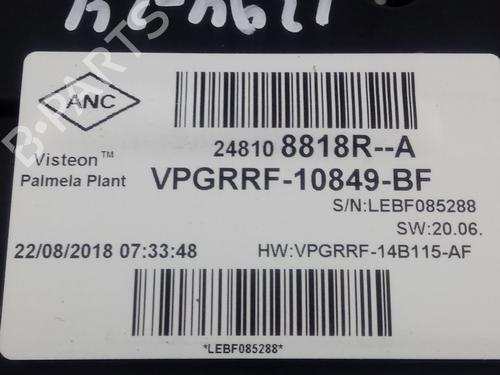 ANC
24810 8818R--A
Visteon™
Palmela Plant
VPGRRF-10849-BF
S/N:LEBF085288
SW:20.06.
22/08/2018 07:33:48
HW:VPGRRF-14B115-AF
*LEBF085288*
B-PARTS